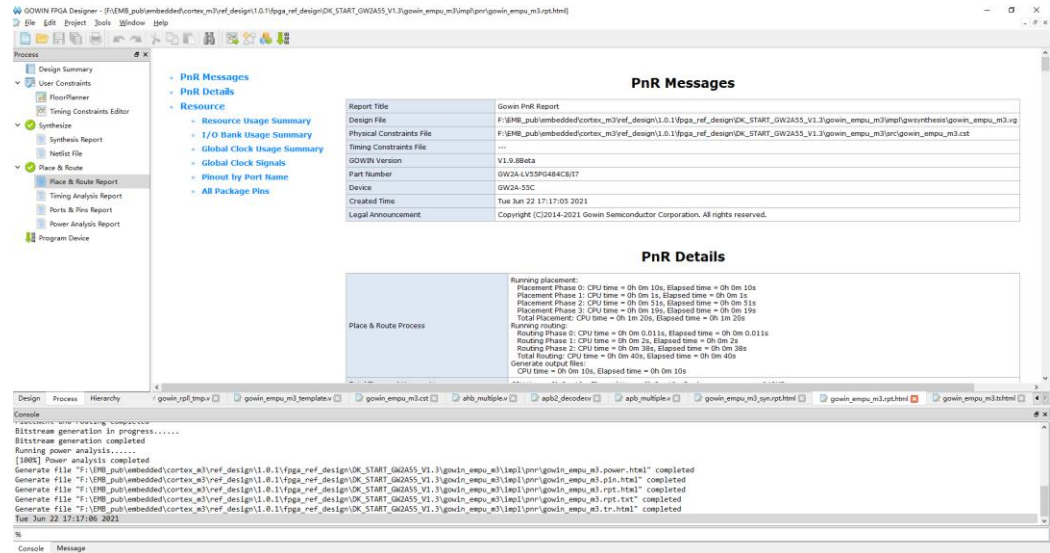 GOWIN FPGA Designer - [F:\EMB_pub\embedded\cortex_m3\ref_design\1.0.1\fpga_ref_design\DK_START_GW2A55_V1.3\gowin_empu_m3\impl\pnr\gowin_empu_m3.rpt.html]
File Edit Project Tools Window Help
Process
Design Summary
User Constraints
FloorPlanner
Timing Constraints Editor
Synthesize
Synthesis Report
Netlist File
Place & Route
Place & Route Report
Timing Analysis Report
Ports & Pins Report
Power Analysis Report
Program Device
PnR Messages
PnR Details
Resource
Resource Usage Summary
I/O Bank Usage Summary
Global Clock Usage Summary
Global Clock Signals
Pinout by Port Name
All Package Pins
PnR Messages
Report Title Gowin PnR Report
Design File F:\EMB_pub\embedded\cortex_m3\ref_design\1.0.1\fpga_ref_design\DK_START_GW2A55_V1.3\gowin_empu_m3\impl\gwsynthesis\gowin_empu_m3.vg
Physical Constraints File F:\EMB_pub\embedded\cortex_m3\ref_design\1.0.1\fpga_ref_design\DK_START_GW2A55_V1.3\gowin_empu_m3\src\gowin_empu_m3.cst
Timing Constraints File ---
GOWIN Version V1.9.8Beta
Part Number GW2A-LV55PG484C8/I7
Device GW2A-55C
Created Time Tue Jun 22 17:17:05 2021
Legal Announcement Copyright (C)2014-2021 Gowin Semiconductor Corporation. All rights reserved.
PnR Details
Place & Route Process
Running placement:
Placement Phase 0: CPU time = 0h 0m 10s, Elapsed time = 0h 0m 10s
Placement Phase 1: CPU time = 0h 0m 1s, Elapsed time = 0h 0m 1s
Placement Phase 2: CPU time = 0h 0m 51s, Elapsed time = 0h 0m 51s
Placement Phase 3: CPU time = 0h 0m 19s, Elapsed time = 0h 0m 19s
Total Placement: CPU time = 0h 1m 20s, Elapsed time = 0h 1m 20s
Running routing:
Routing Phase 0: CPU time = 0h 0m 0.011s, Elapsed time = 0h 0m 0.011s
Routing Phase 1: CPU time = 0h 0m 2s, Elapsed time = 0h 0m 2s
Routing Phase 2: CPU time = 0h 0m 38s, Elapsed time = 0h 0m 38s
Total Routing: CPU time = 0h 0m 40s, Elapsed time = 0h 0m 40s
Generate output files:
CPU time = 0h 0m 10s, Elapsed time = 0h 0m 10s
Design Process Hierarchy gowin_rpll_tmp.v gowin_empu_m3_template.v gowin_empu_m3.cst ahb_multiple.v apb2_decoder.v apb_multiple.v gowin_empu_m3_syn.rpt.html gowin_empu_m3.rpt.html gowin_empu_m3.tr.html
Console
Bitstream generation in progress......
Bitstream generation completed
Running power analysis......
[100%] Power analysis completed
Generate file "F:\EMB_pub\embedded\cortex_m3\ref_design\1.0.1\fpga_ref_design\DK_START_GW2A55_V1.3\gowin_empu_m3\impl\pnr\gowin_empu_m3.power.html" completed
Generate file "F:\EMB_pub\embedded\cortex_m3\ref_design\1.0.1\fpga_ref_design\DK_START_GW2A55_V1.3\gowin_empu_m3\impl\pnr\gowin_empu_m3.pin.html" completed
Generate file "F:\EMB_pub\embedded\cortex_m3\ref_design\1.0.1\fpga_ref_design\DK_START_GW2A55_V1.3\gowin_empu_m3\impl\pnr\gowin_empu_m3.rpt.html" completed
Generate file "F:\EMB_pub\embedded\cortex_m3\ref_design\1.0.1\fpga_ref_design\DK_START_GW2A55_V1.3\gowin_empu_m3\impl\pnr\gowin_empu_m3.rpt.txt" completed
Generate file "F:\EMB_pub\embedded\cortex_m3\ref_design\1.0.1\fpga_ref_design\DK_START_GW2A55_V1.3\gowin_empu_m3\impl\pnr\gowin_empu_m3.tr.html" completed
Tue Jun 22 17:17:06 2021
%
Console Message